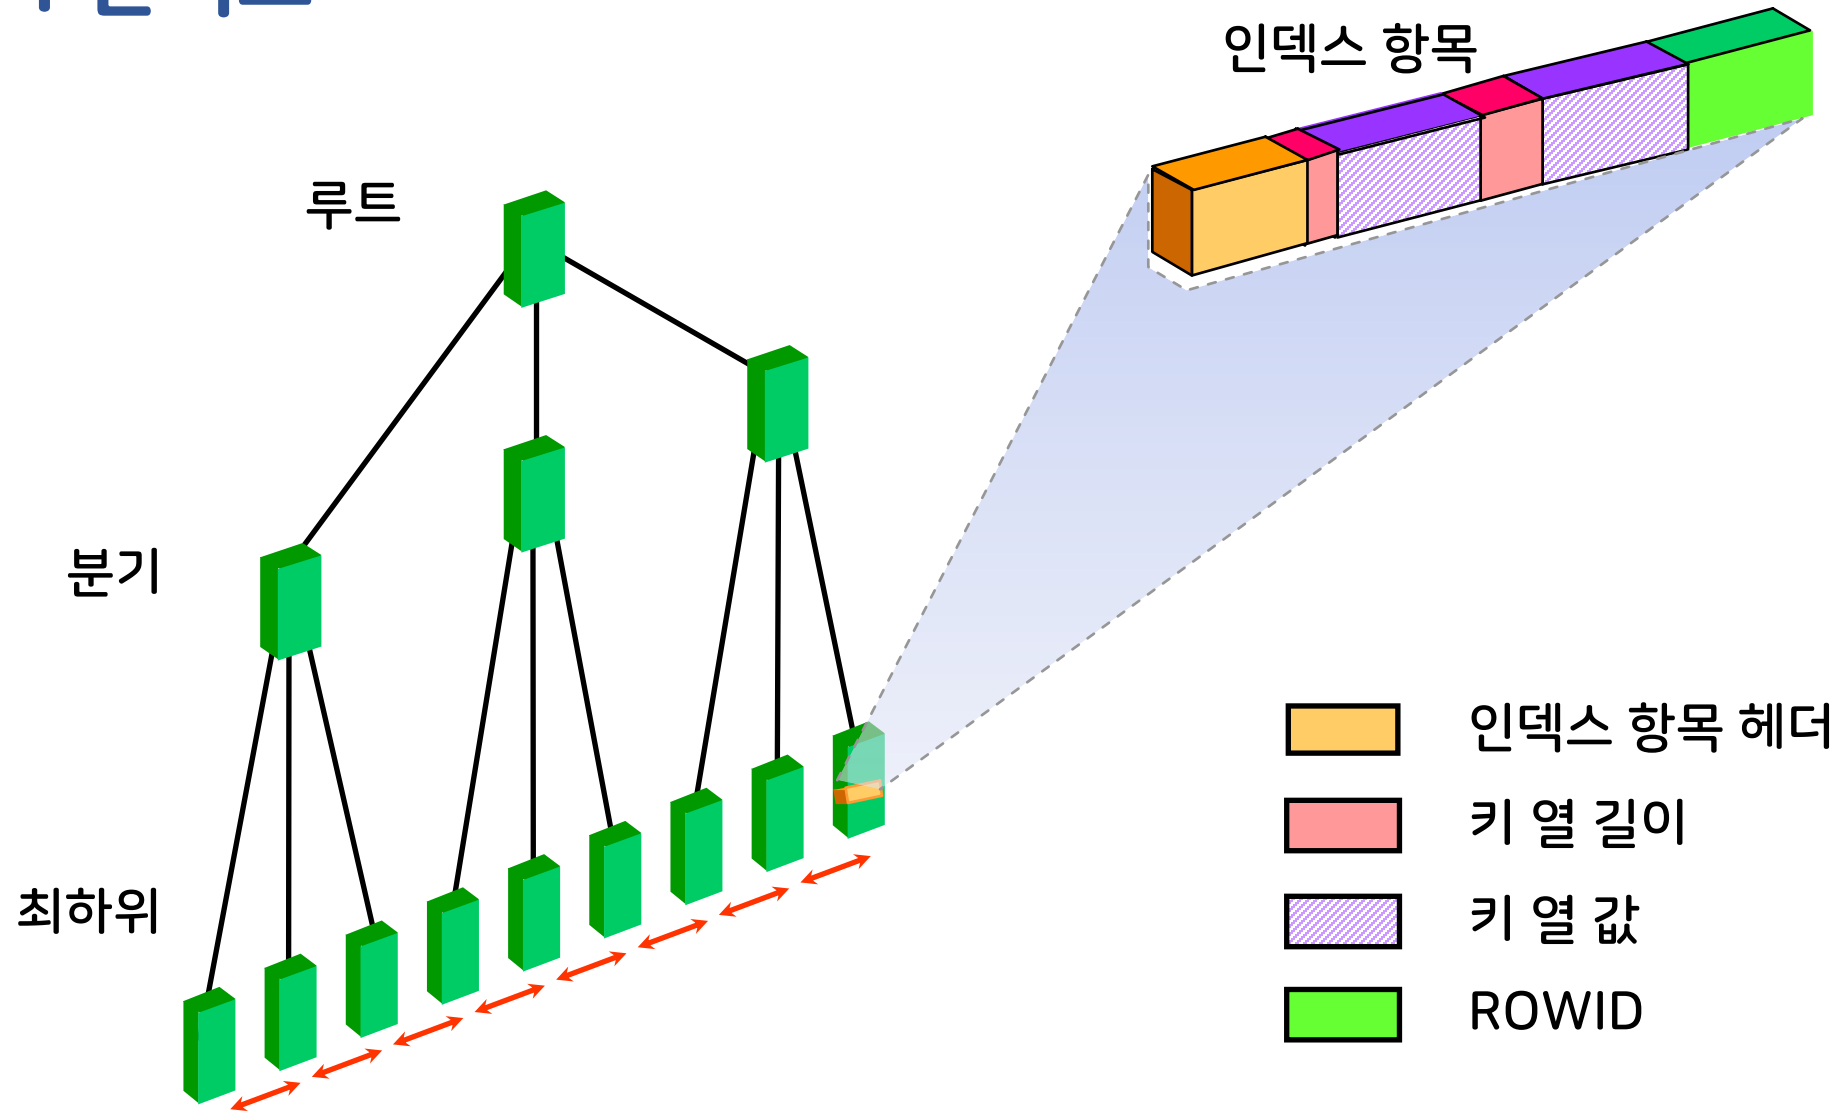 인덱스 항목
루트
분기
최하위
인덱스 항목 헤더
키 열 길이
키 열 값
ROWID